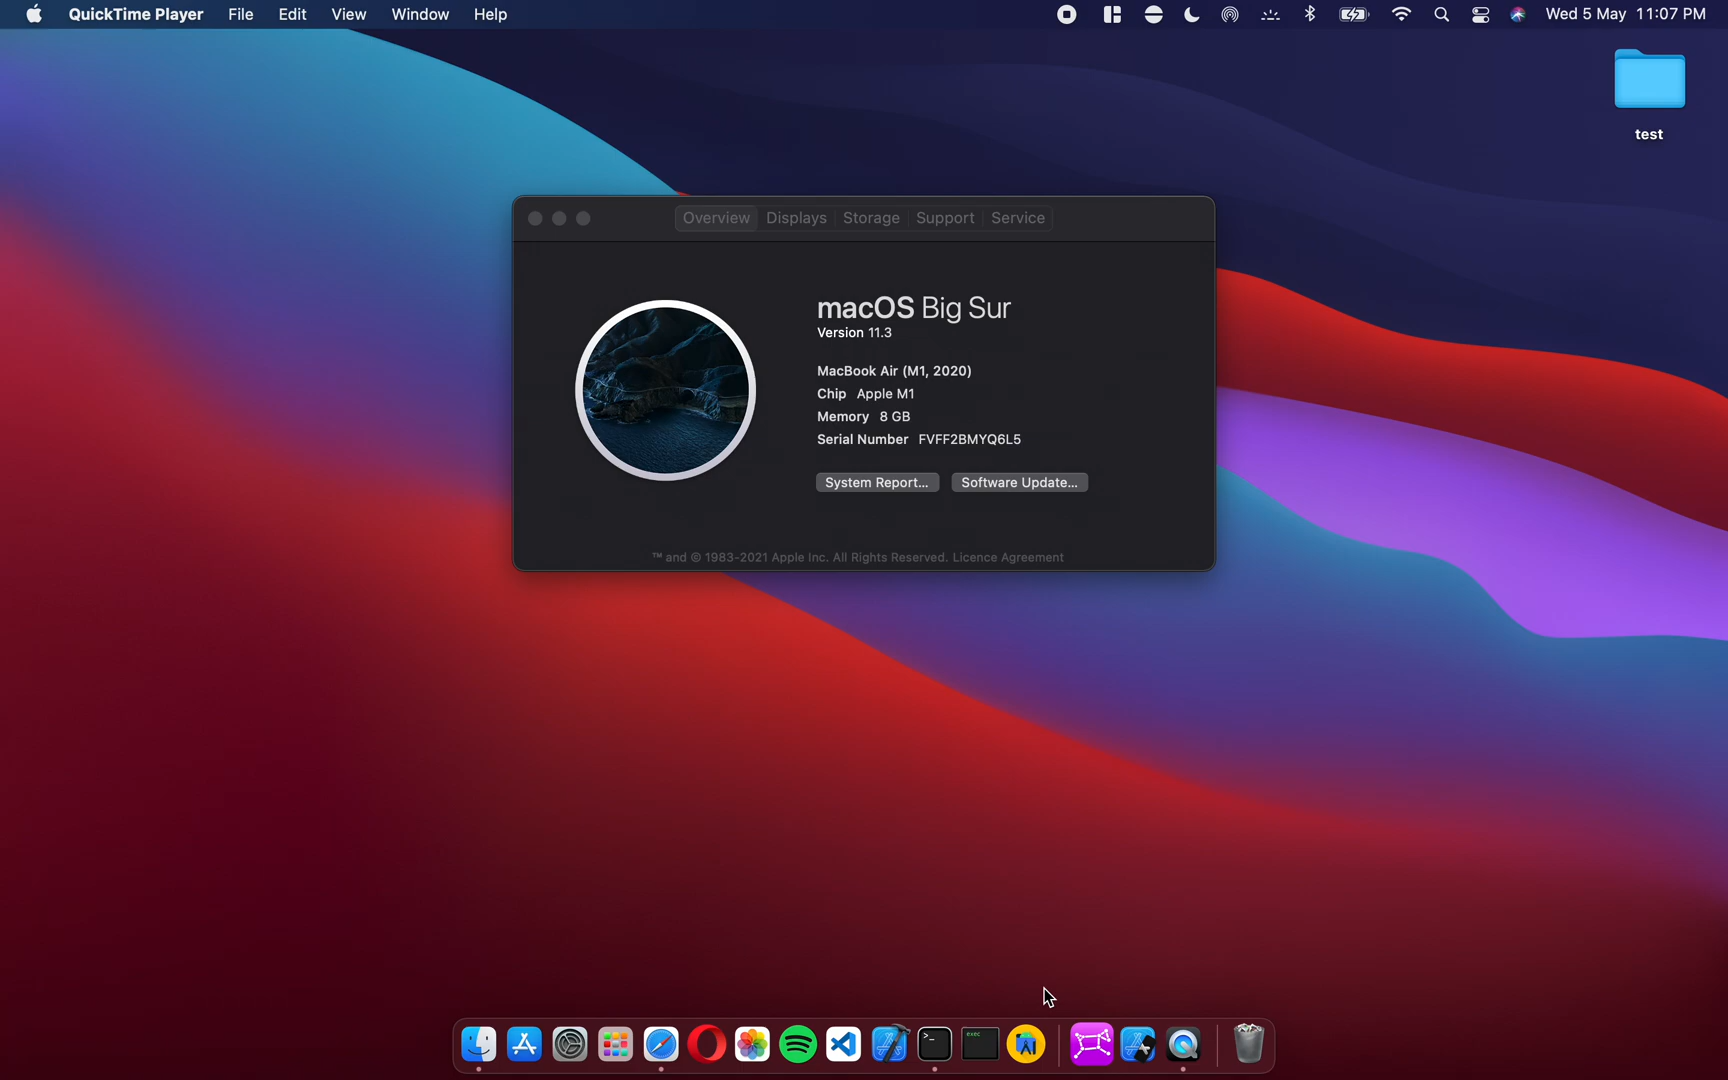 QuickTime Player File Edit View Window Help Wed 5 May 11:07 PM
test
Overview Displays Storage Support Service
macOS Big Sur
Version 11.3
MacBook Air (M1, 2020)
Chip Apple M1
Memory 8 GB
Serial Number FVFF2BMYQ6L5
System Report... Software Update...
™ and © 1983-2021 Apple Inc. All Rights Reserved. Licence Agreement
exec